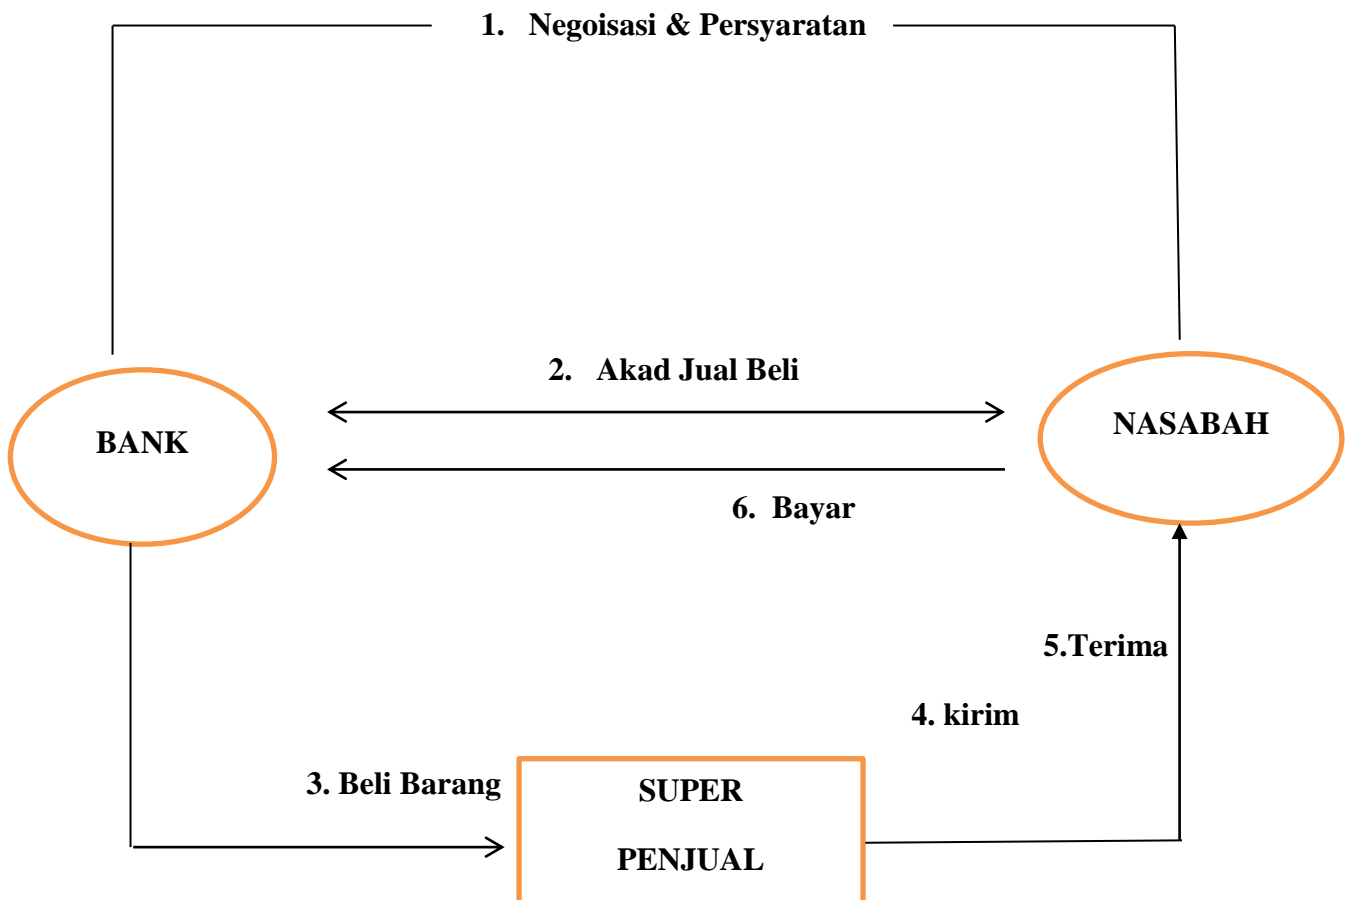 1. Negoisasi & Persyaratan
2. Akad Jual Beli
BANK
NASABAH
6. Bayar
5.Terima
4. kirim
3. Beli Barang
SUPER
PENJUAL